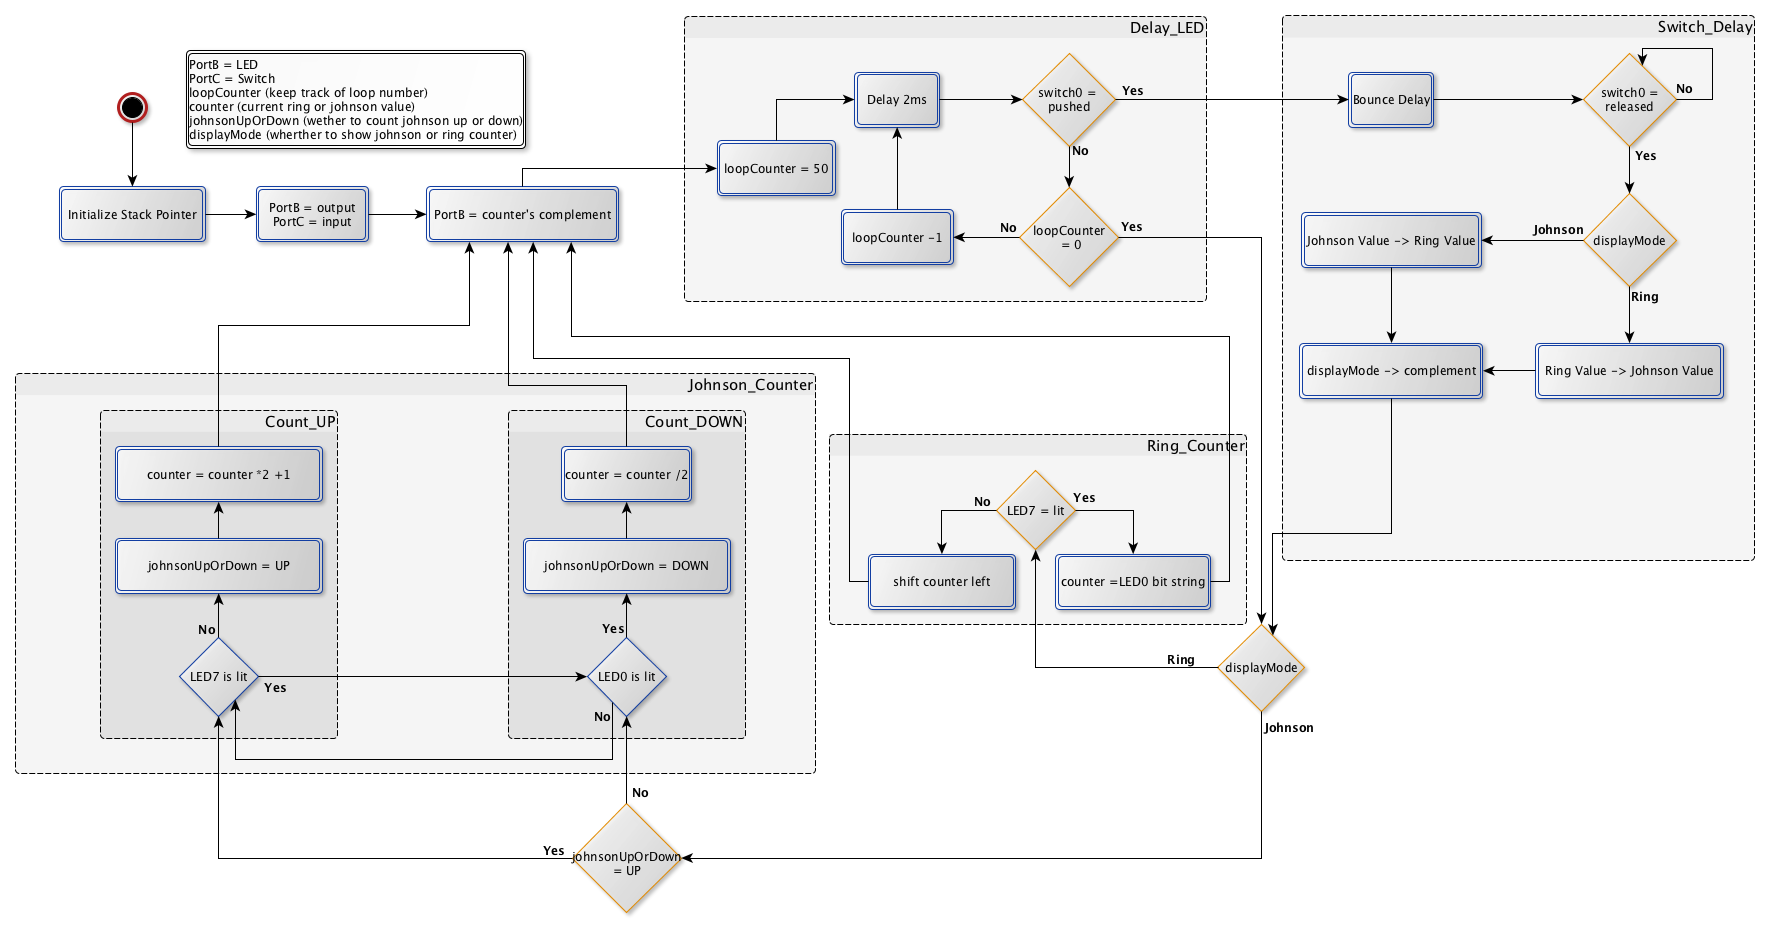 PortB = LED
PortC = Switch
loopCounter (keep track of loop number)
counter (current ring or johnson value)
johnsonUpOrDown (wether to count johnson up or down)
displayMode (wherther to show johnson or ring counter)
Initialize Stack Pointer
PortB = output
PortC = input
PortB = counter's complement
Delay_LED
Delay 2ms
switch0 =
pushed
Yes
No
loopCounter = 50
loopCounter -1
No
loopCounter
= 0
Yes
Switch_Delay
Bounce Delay
switch0 =
released
No
Yes
Johnson Value -> Ring Value
Johnson
displayMode
Ring
displayMode -> complement
Ring Value -> Johnson Value
Johnson_Counter
Count_UP
counter = counter *2 +1
johnsonUpOrDown = UP
No
LED7 is lit
Yes
Count_DOWN
counter = counter /2
johnsonUpOrDown = DOWN
Yes
LED0 is lit
No
Ring_Counter
No
LED7 = lit
Yes
shift counter left
counter =LED0 bit string
Ring
displayMode
Johnson
No
Yes
johnsonUpOrDown
= UP